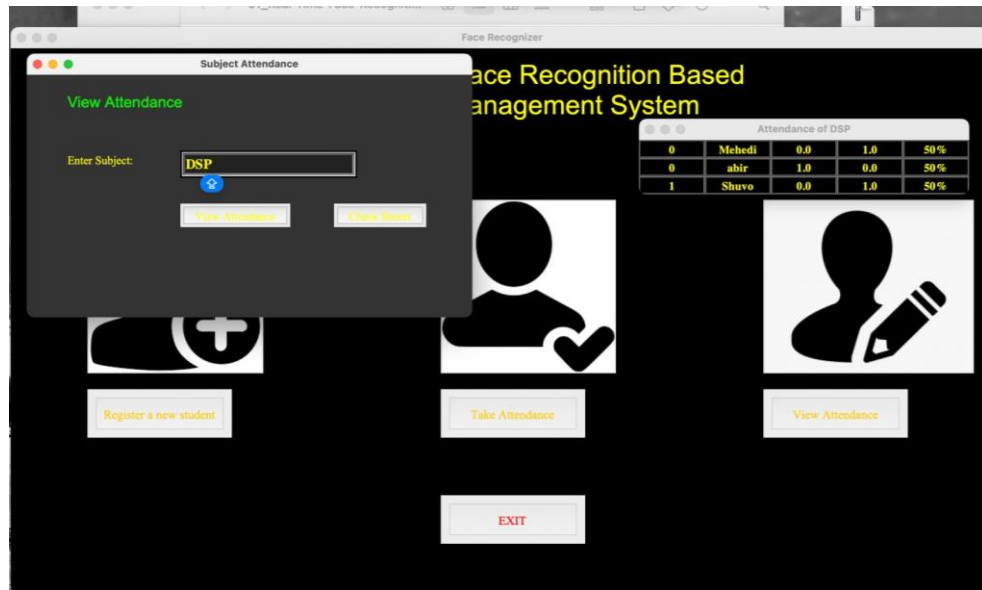 Face Recognizer
Subject Attendance
ace Recognition Based
anagement System
View Attendance
Attendance of DSP
0 Mehedi 0.0 1.0 50%
0 abir 1.0 0.0 50%
1 Shuvo 0.0 1.0 50%
Enter Subject:
DSP
View Attendance
Check Sheets
Register a new student
Take Attendance
View Attendance
EXIT